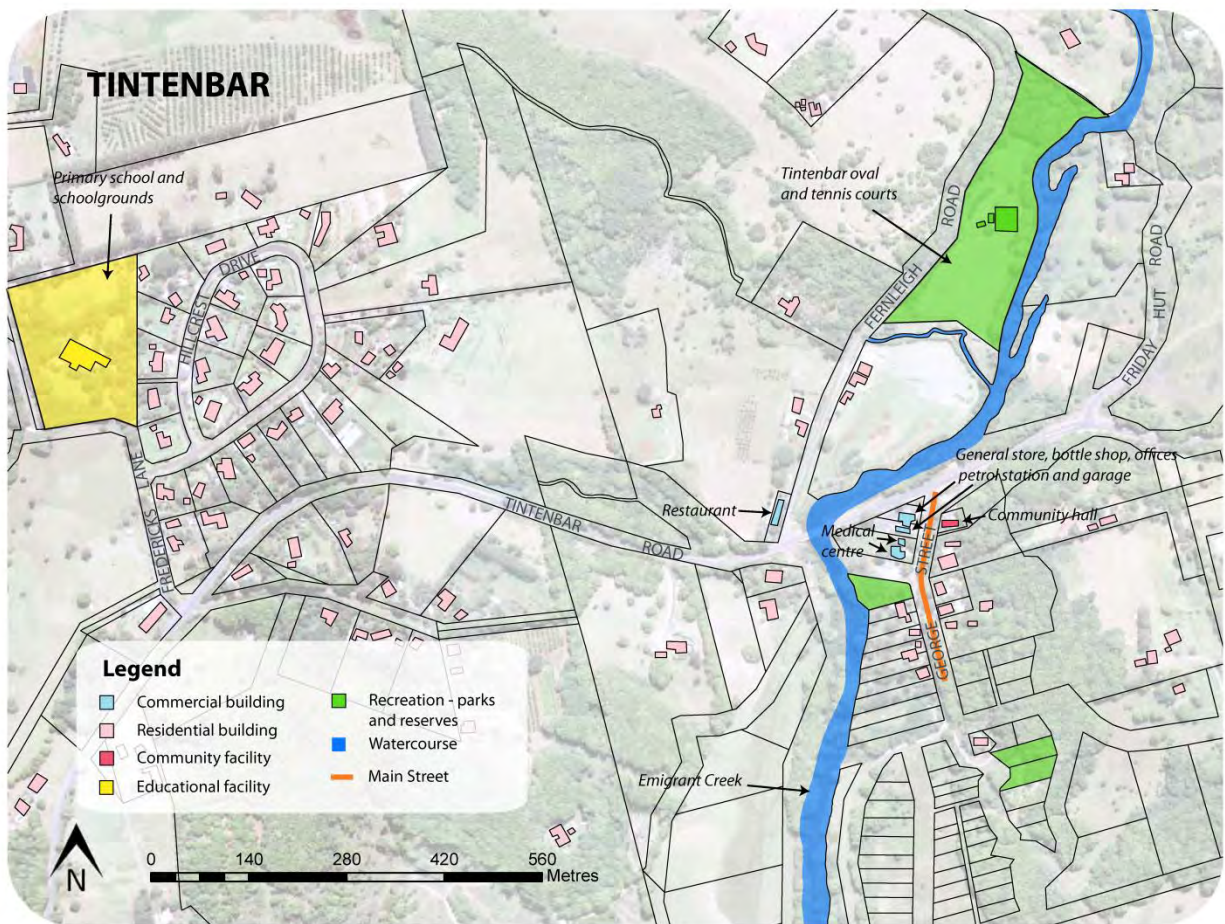 TINTENBAR
Primary school and
schoolgrounds
Tintenbar oval
and tennis courts
ROAD
FERNLEIGH
HUT ROAD
FRIDAY
DRIVE
HILLCREST
General store, bottle shop, offices
petrol station and garage
Restaurant
Community hall
Medical
centre
STREET
GEORGE
TINTENBAR
ROAD
LANE
FREDERICKS
Emigrant Creek
Legend
Commercial building
Residential building
Community facility
Educational facility
Recreation - parks
and reserves
Watercourse
Main Street
N
0 140 280 420 560
Metres